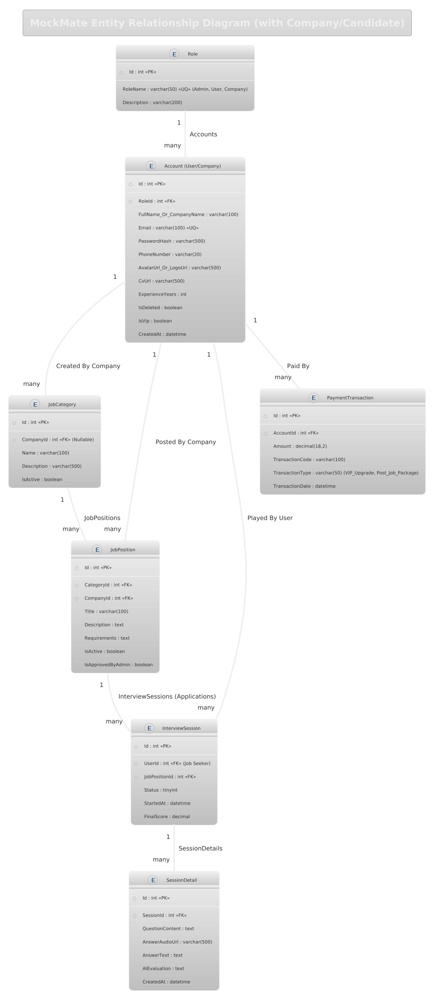 MockMate Entity Relationship Diagram (with Company/Candidate)
E Role
Id : int «PK»
RoleName : varchar(50) «UQ» (Admin, User, Company)
Description : varchar(200)
1
Accounts
many
E Account (User/Company)
Id : int «PK»
RoleId : int «FK»
FullName_Or_CompanyName : varchar(100)
Email : varchar(100) «UQ»
PasswordHash : varchar(500)
PhoneNumber : varchar(20)
AvatarUrl_Or_LogoUrl : varchar(500)
CvUrl : varchar(500)
ExperienceYears : int
IsDeleted : boolean
IsVip : boolean
CreatedAt : datetime
1
Created By Company
many
1
1
1
Paid By
many
E JobCategory
Id : int «PK»
CompanyId : int «FK» (Nullable)
Name : varchar(100)
Description : varchar(500)
IsActive : boolean
E PaymentTransaction
Id : int «PK»
AccountId : int «FK»
Amount : decimal(18,2)
TransactionCode : varchar(100)
TransactionType : varchar(50) (VIP_Upgrade, Post_Job_Package)
TransactionDate : datetime
Posted By Company
1
JobPositions
many
many
Played By User
E JobPosition
Id : int «PK»
CategoryId : int «FK»
CompanyId : int «FK»
Title : varchar(100)
Description : text
Requirements : text
IsActive : boolean
IsApprovedByAdmin : boolean
1
InterviewSessions (Applications)
many
many
E InterviewSession
Id : int «PK»
UserId : int «FK» (Job Seeker)
JobPositionId : int «FK»
Status : tinyint
StartedAt : datetime
FinalScore : decimal
1
SessionDetails
many
E SessionDetail
Id : int «PK»
SessionId : int «FK»
QuestionContent : text
AnswerAudioUrl : varchar(500)
AnswerText : text
AIEvaluation : text
CreatedAt : datetime